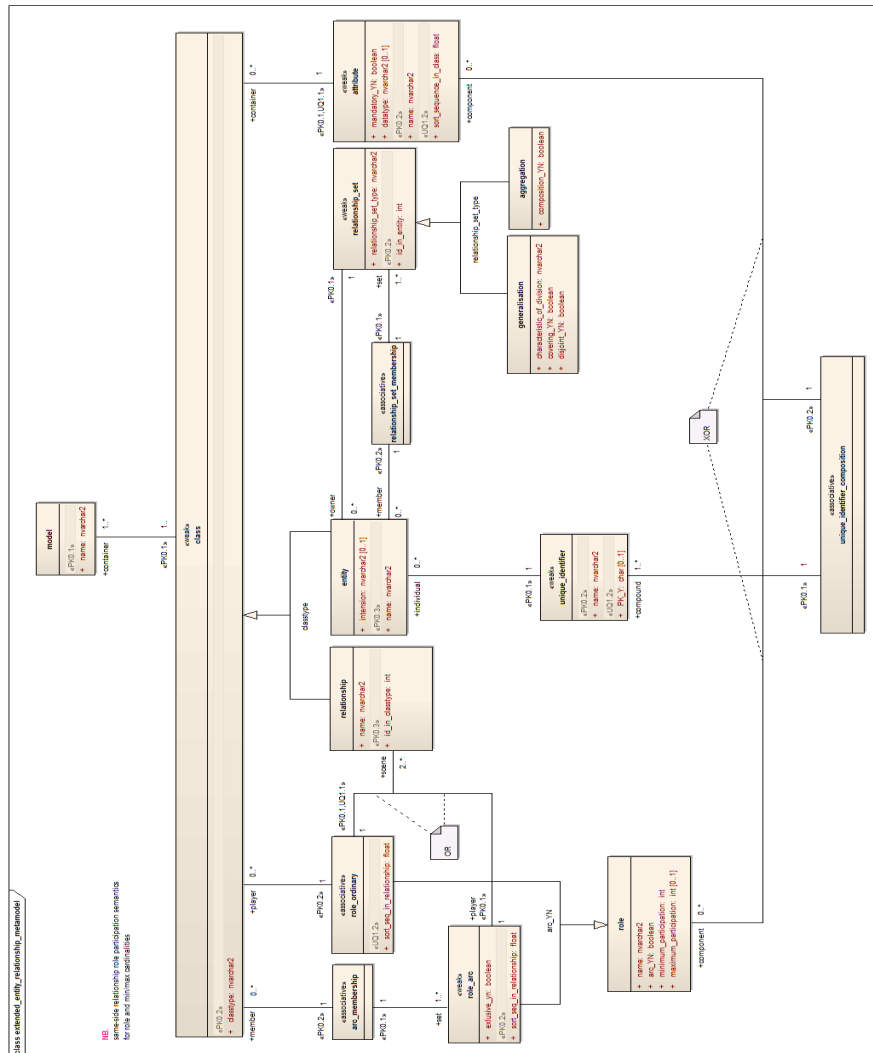 class extended_entity_relationship_metamodel
NB.
same-side relationship role participation semantics
for role and min/max cardinalities
model
«PK0.1»
+ name: nvarchar2
+container
1..*
«PK0.1»
1..
«weak»
class
«PK0.2»
+ classtype: nvarchar2
+member
0..*
+player
0..*
classtype
+container
0..*
«PK0.2»
1
«associative»
arc_membership
«PK0.1»
1
+set
1..*
«weak»
role_arc
+ exlusive_yn: boolean
«PK0.2»
+ sort_seq_in_relationship: float
+player
«PK0.1»
1
«PK0.2»
1
«associative»
role_ordinary
«UQ1.2»
+ sort_seq_in_relationship: float
«PK0.1,UQ1.1»
1
OR
+scene
2..*
relationship
+ name: nvarchar2
«PK0.3»
+ id_in_classtype: int
entity
+ intension: nvarchar2 [0..1]
«PK0.3»
+ name: nvarchar2
+individual
0..*
+member
0..*
+owner
0..*
«PK0.2»
1
«associative»
relationship_set_membership
«PK0.1»
1
+set
1..*
«PK0.1»
1
«weak»
relationship_set
+ relationship_set_type: nvarchar2
«PK0.2»
+ id_in_entity: int
relationship_set_type
generalisation
+ characteristic_of_division: nvarchar2
+ covering_YN: boolean
+ disjoint_YN: boolean
aggregation
+ composition_YN: boolean
«PK0.1,UQ1.1»
1
«weak»
attribute
+ mandatory_YN: boolean
+ datatype: nvarchar2 [0..1]
«PK0.2»
+ name: nvarchar2
«UQ1.2»
+ sort_sequence_in_class: float
+component
0..*
arc_YN
role
+ name: nvarchar2
+ arc_YN: boolean
+ minimum_participation: int
+ maximum_participation: int [0..1]
+component
0..*
«PK0.1»
1
«weak»
unique_identifier
«PK0.2»
+ name: nvarchar2
«UQ1.2»
+ PK_Y: char [0..1]
+compound
1..*
XOR
«PK0.1»
1
«PK0.2»
1
«associative»
unique_identifier_composition